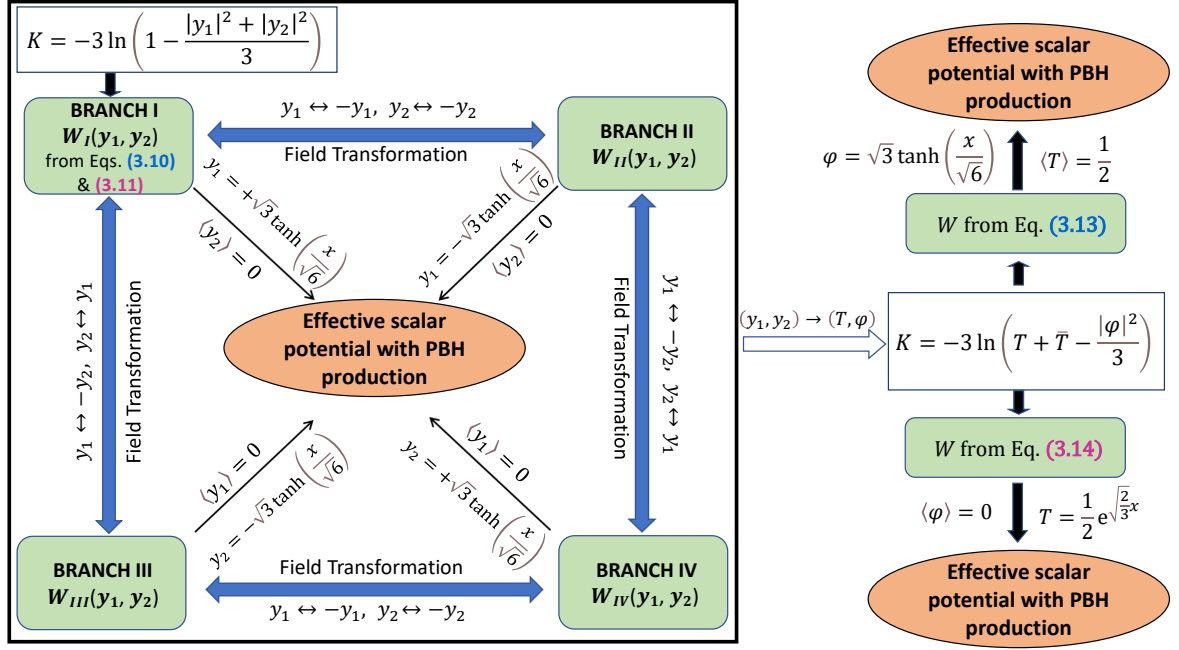 K = −3 ln(1 − (|y₁|² + |y₂|²)/3)
BRANCH I
W_I(y₁, y₂)
from Eqs. (3.10)
& (3.11)
y₁ ↔ −y₁, y₂ ↔ −y₂
Field Transformation
BRANCH II
W_II(y₁, y₂)
y₁ = +√3 tanh(x/√6)
⟨y₂⟩ = 0
y₁ = −√3 tanh(x/√6)
⟨y₂⟩ = 0
y₁ ↔ −y₂, y₂ ↔ y₁
Field Transformation
Effective scalar
potential with PBH
production
Field Transformation
y₁ ↔ −y₂, y₂ ↔ y₁
⟨y₁⟩ = 0
y₂ = −√3 tanh(x/√6)
⟨y₁⟩ = 0
y₂ = +√3 tanh(x/√6)
BRANCH III
W_III(y₁, y₂)
Field Transformation
y₁ ↔ −y₁, y₂ ↔ −y₂
BRANCH IV
W_IV(y₁, y₂)
(y₁, y₂) → (T, φ)
Effective scalar
potential with PBH
production
φ = √3 tanh(x/√6)
⟨T⟩ = 1/2
W from Eq. (3.13)
K = −3 ln(T + T̄ − |φ|²/3)
W from Eq. (3.14)
⟨φ⟩ = 0
T = 1/2 e^(√(2/3) x)
Effective scalar
potential with PBH
production